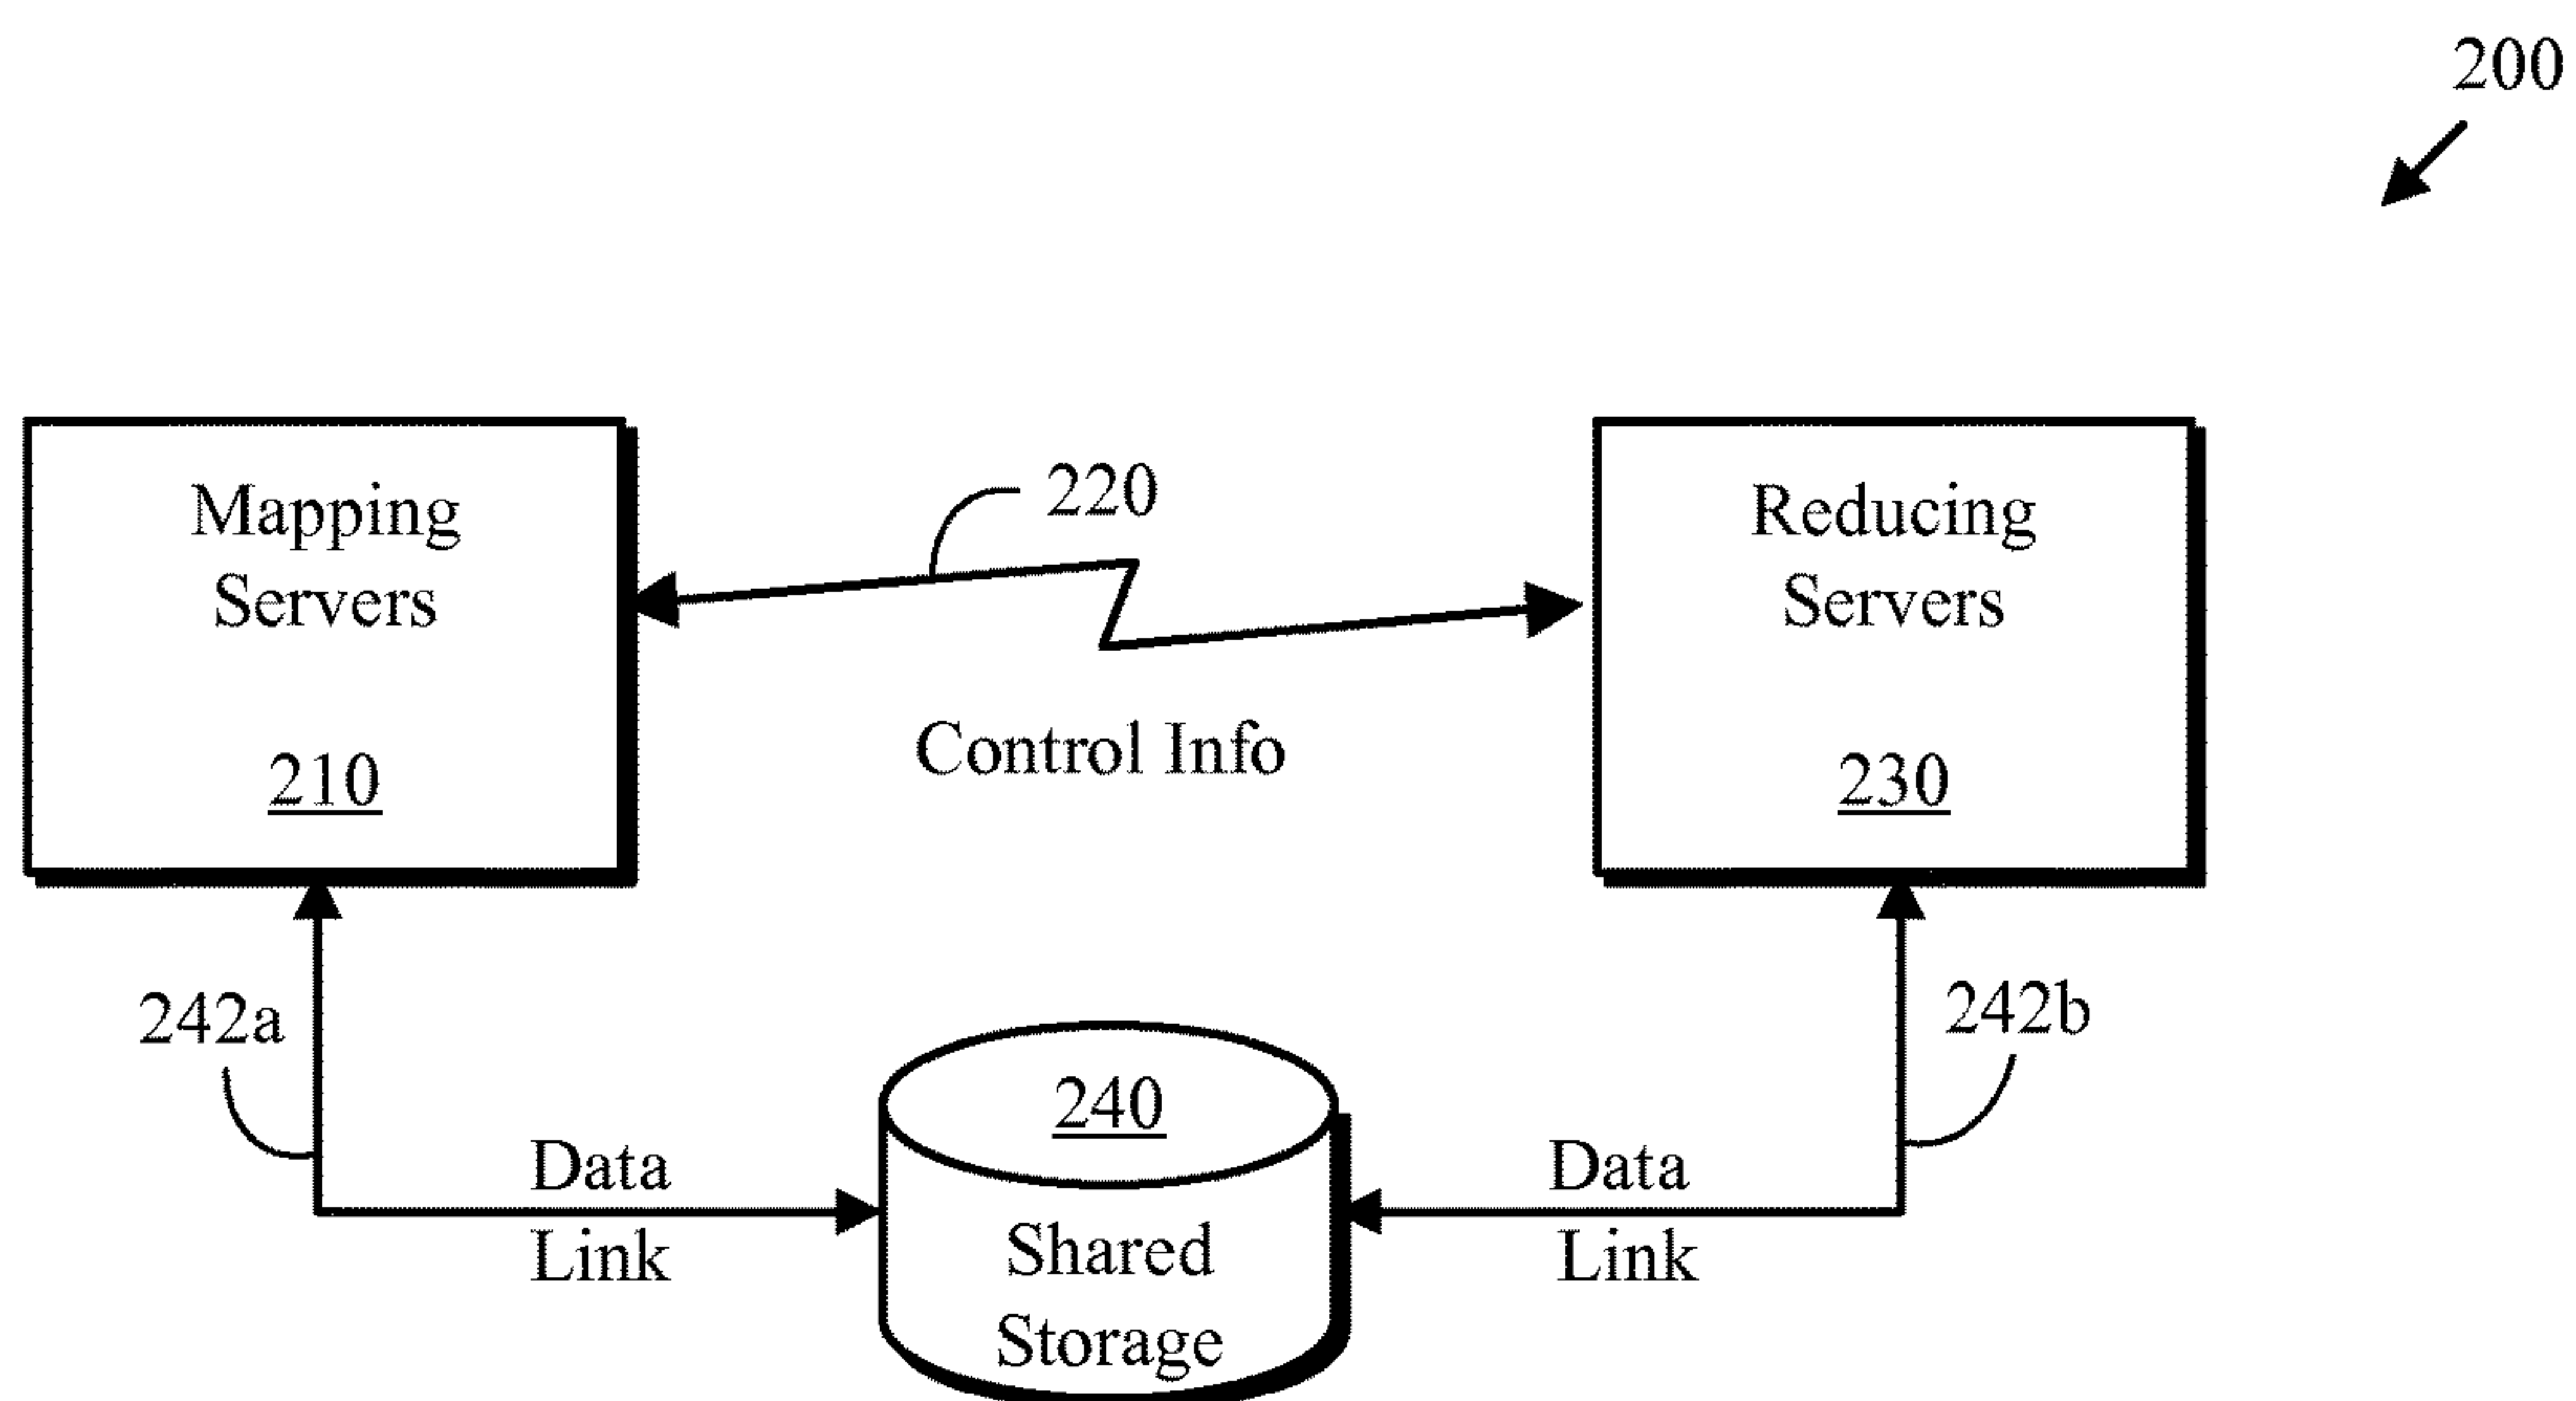 200
Mapping
Servers
210
220
Control Info
Reducing
Servers
230
242a
Data
Link
240
Shared
Storage
Data
Link
242b